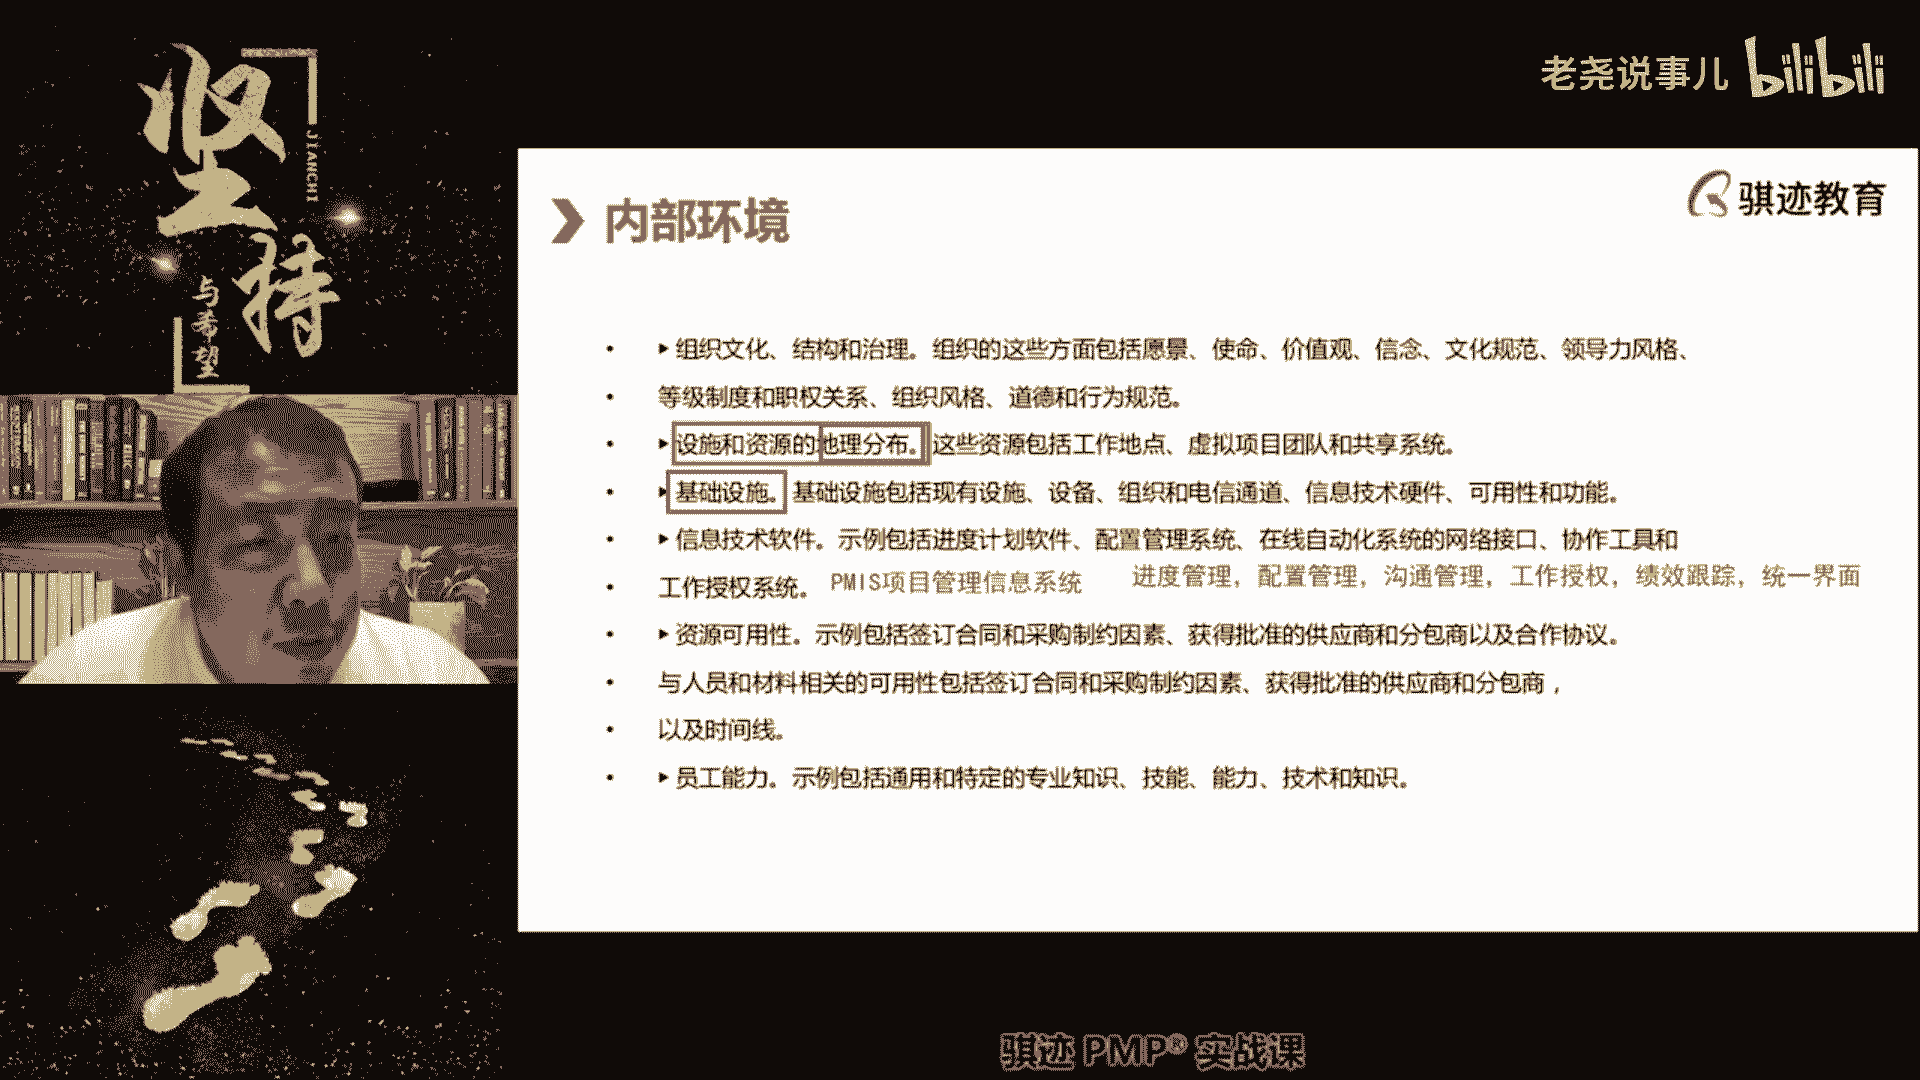 坚持
JIANCHI
与希望
老尧说事儿 bilibili
骐迹教育
内部环境
• ▸组织文化、结构和治理。组织的这些方面包括愿景、使命、价值观、信念、文化规范、领导力风格、
• 等级制度和职权关系、组织风格、道德和行为规范。
• ▸设施和资源的地理分布。这些资源包括工作地点、虚拟项目团队和共享系统。
• ▸基础设施。基础设施包括现有设施、设备、组织和电信通道、信息技术硬件、可用性和功能。
• ▸信息技术软件。示例包括进度计划软件、配置管理系统、在线自动化系统的网络接口、协作工具和
• 工作授权系统。 PMIS项目管理信息系统 进度管理，配置管理，沟通管理，工作授权，绩效跟踪，统一界面
• ▸资源可用性。示例包括签订合同和采购制约因素、获得批准的供应商和分包商以及合作协议。
• 与人员和材料相关的可用性包括签订合同和采购制约因素、获得批准的供应商和分包商，
• 以及时间线。
• ▸员工能力。示例包括通用和特定的专业知识、技能、能力、技术和知识。
骐迹 PMP® 实战课